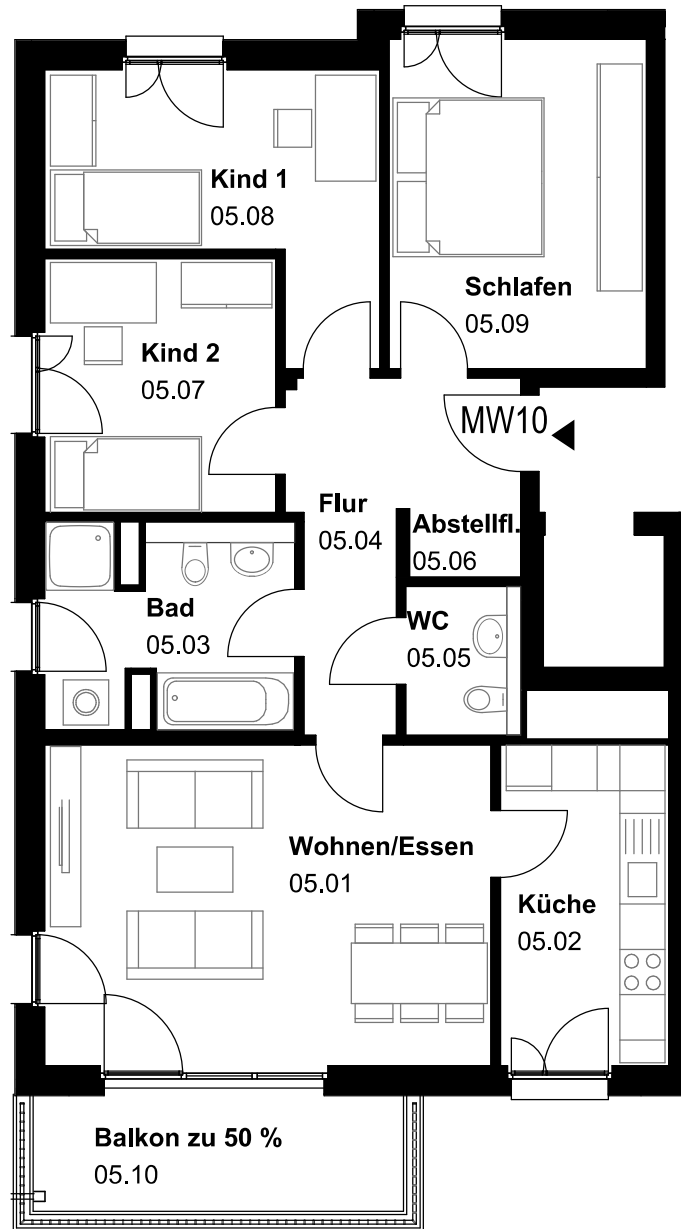 Kind 1
05.08
Schlafen
05.09
Kind 2
05.07
MW10
Flur
05.04
Abstellfl.
05.06
Bad
05.03
WC
05.05
Wohnen/Essen
05.01
Küche
05.02
Balkon zu 50 %
05.10